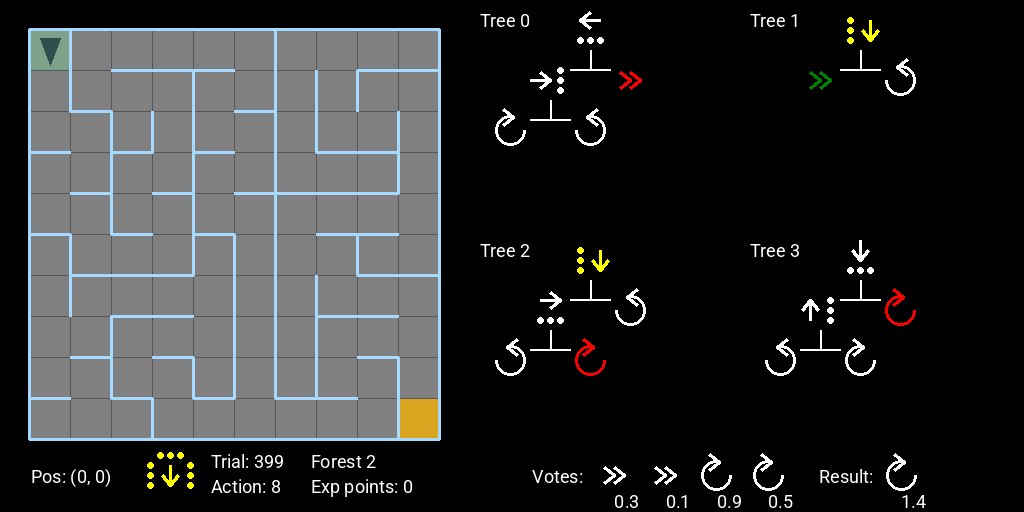 Tree 0
Tree 1
Tree 2
Tree 3
Pos: (0, 0)
Trial: 399
Forest 2
Action: 8
Exp points: 0
Votes:
0.3
0.1
0.9
0.5
Result:
1.4